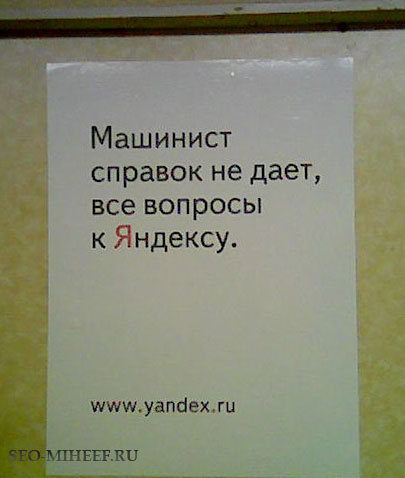 Машинист
справок не дает,
все вопросы
к Яндексу.
www.yandex.ru
SEO-MIHEEF.RU